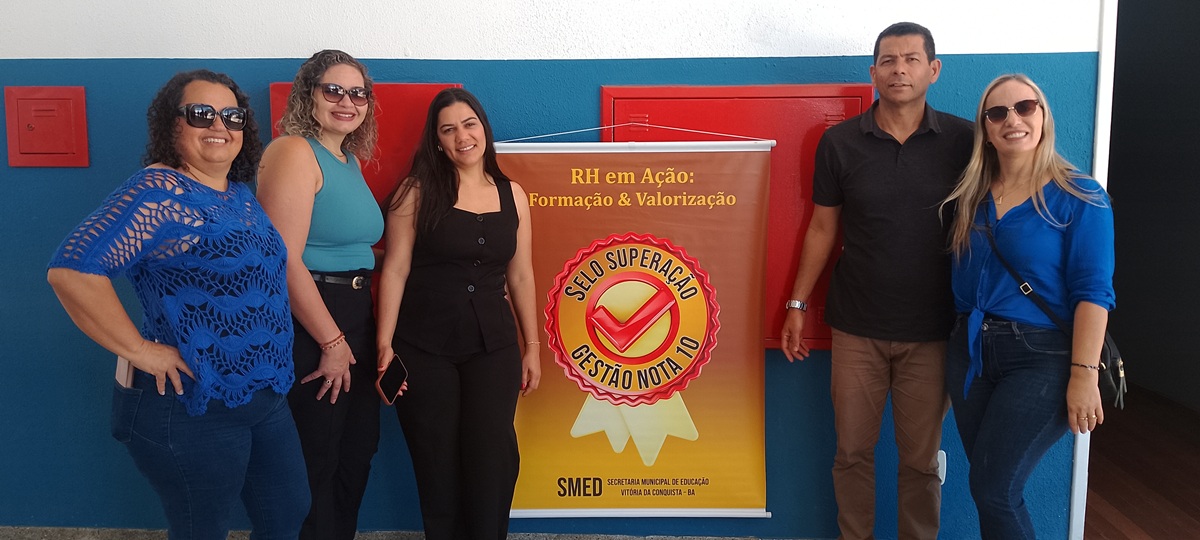 RH em Ação:
Formação & Valorização
SELO SUPERAÇÃO
GESTÃO NOTA 10
SMED SECRETARIA MUNICIPAL DE EDUCAÇÃO
VITÓRIA DA CONQUISTA - BA